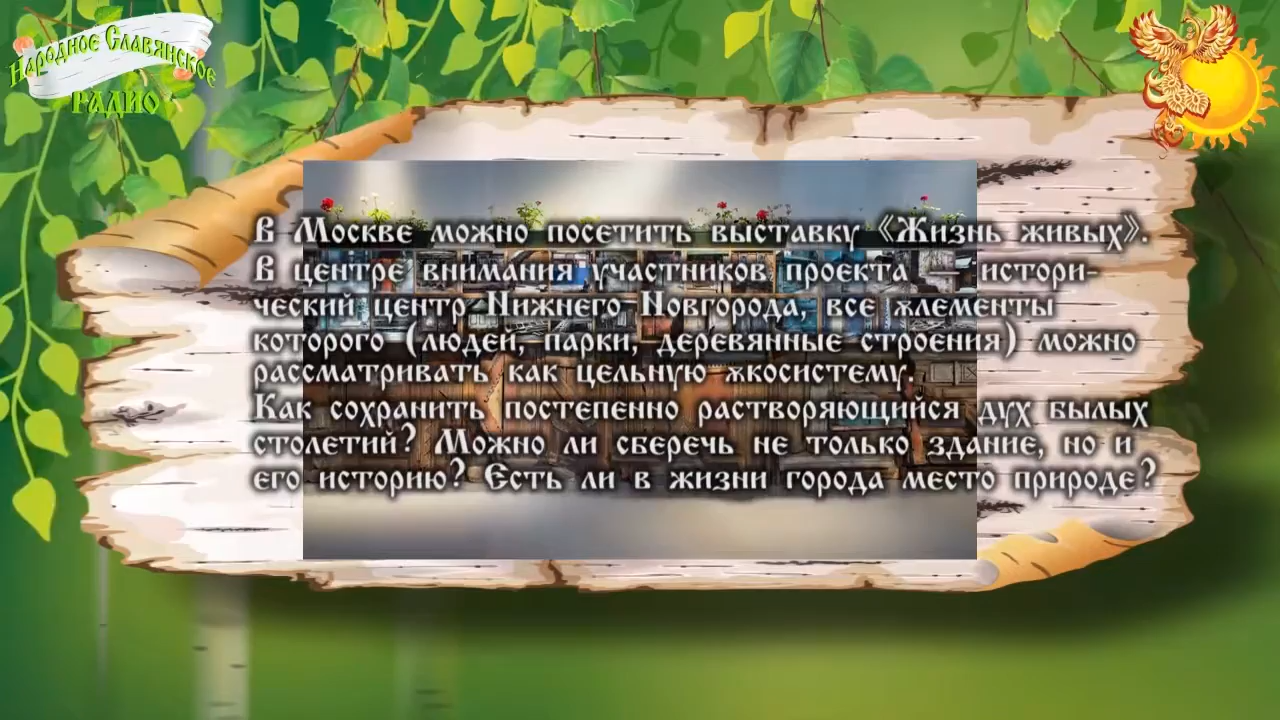 Народное Славянское
РАДИО
В Москве можно посетить выставку «Жизнь живых».
В центре внимания участников проекта — истори-
ческий центр Нижнего Новгорода, все ѫлементы
которого (людей, парки, деревянные строения) можно
рассматривать как цельную ѫкосистему.
Как сохранить постепенно растворяющийся дух былых
столетий? Можно ли сберечь не только здание, но и
его историю? Есть ли в жизни города место природе?